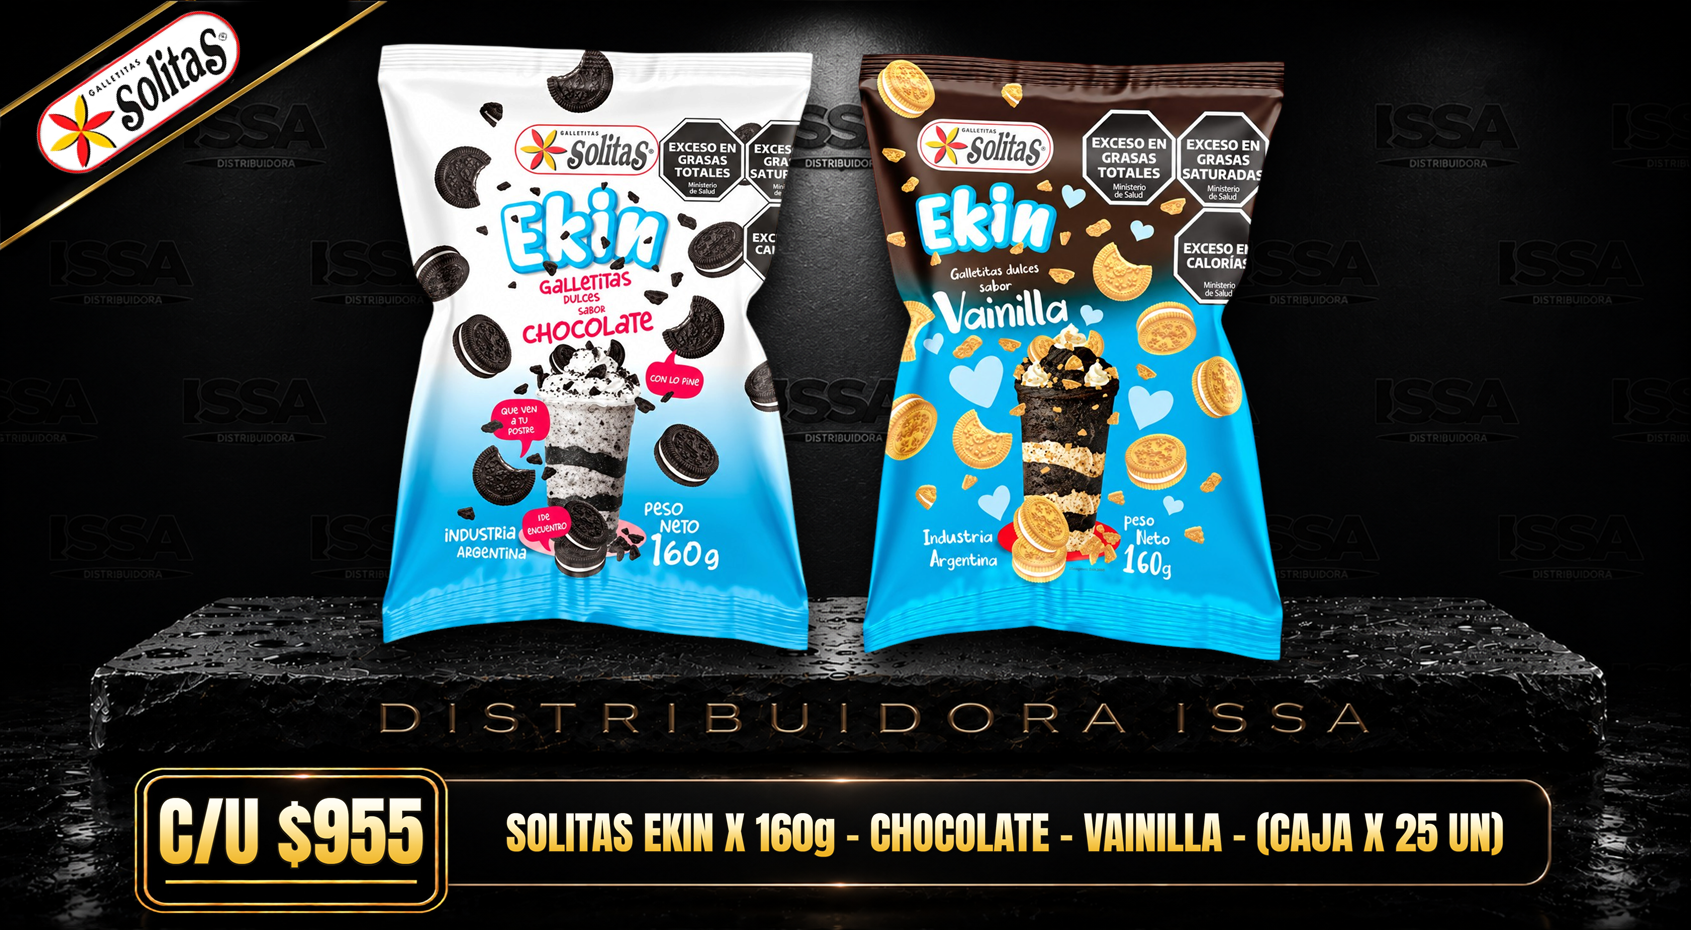 GALLETITAS
Solitas
GALLETITAS
Solitas
EXCESO EN
GRASAS
TOTALES
Ministerio
de Salud
Ekin
GALLETITAS
DULCES
SABOR
CHOCOLATE
CON LO FINE
QUE VEN
A TU
POSTRE
INDUSTRIA
ARGENTINA
PESO
NETO
160g
GALLETITAS
Solitas
EXCESO EN
GRASAS
TOTALES
Ministerio
de Salud
EXCESO EN
GRASAS
SATURADAS
Ministerio
de Salud
EXCESO EN
CALORÍAS
Ministerio
de Salud
Ekin
Galletitas dulces
sabor
Vainilla
Industria
Argentina
Peso
Neto
160g
ISSA
DISTRIBUIDORA
DISTRIBUIDORA ISSA
C/U $955
SOLITAS EKIN X 160g - CHOCOLATE - VAINILLA - (CAJA X 25 UN)